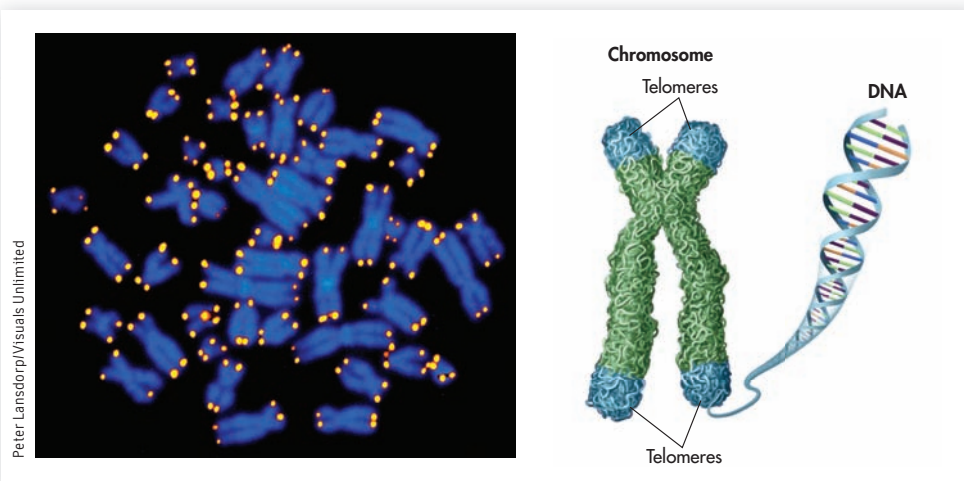 Peter Lansdorp/Visuals Unlimited
Chromosome
Telomeres
DNA
Telomeres